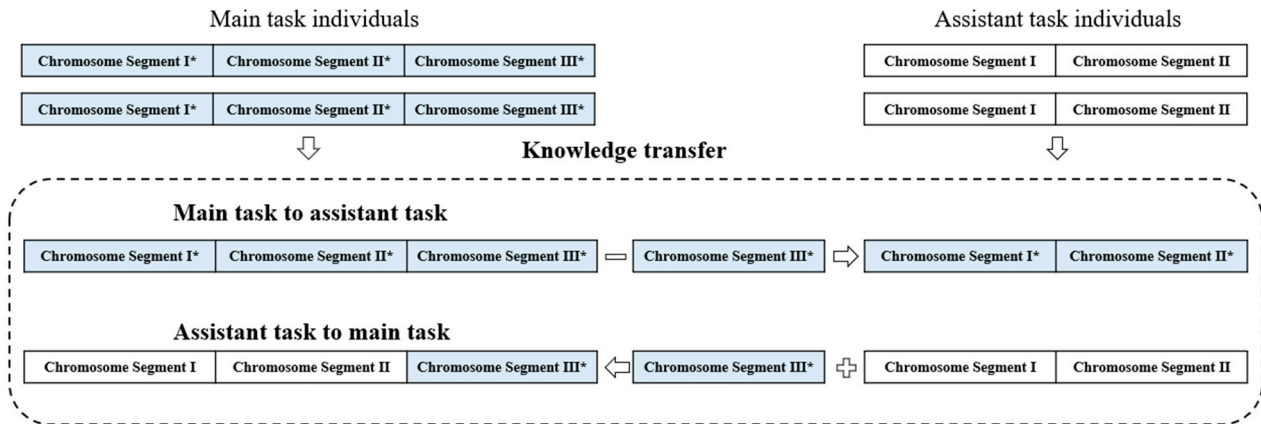 Main task individuals
Assistant task individuals
Chromosome Segment I* Chromosome Segment II* Chromosome Segment III*
Chromosome Segment I Chromosome Segment II
Chromosome Segment I* Chromosome Segment II* Chromosome Segment III*
Chromosome Segment I Chromosome Segment II
Knowledge transfer
Main task to assistant task
Chromosome Segment I* Chromosome Segment II* Chromosome Segment III* Chromosome Segment III* Chromosome Segment I* Chromosome Segment II*
Assistant task to main task
Chromosome Segment I Chromosome Segment II Chromosome Segment III* Chromosome Segment III* Chromosome Segment I Chromosome Segment II